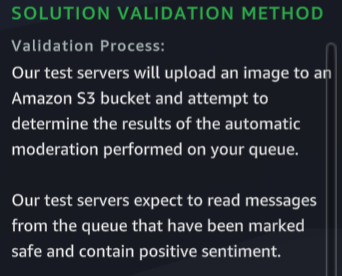 SOLUTION VALIDATION METHOD
Validation Process:
Our test servers will upload an image to an
Amazon S3 bucket and attempt to
determine the results of the automatic
moderation performed on your queue.
Our test servers expect to read messages
from the queue that have been marked
safe and contain positive sentiment.